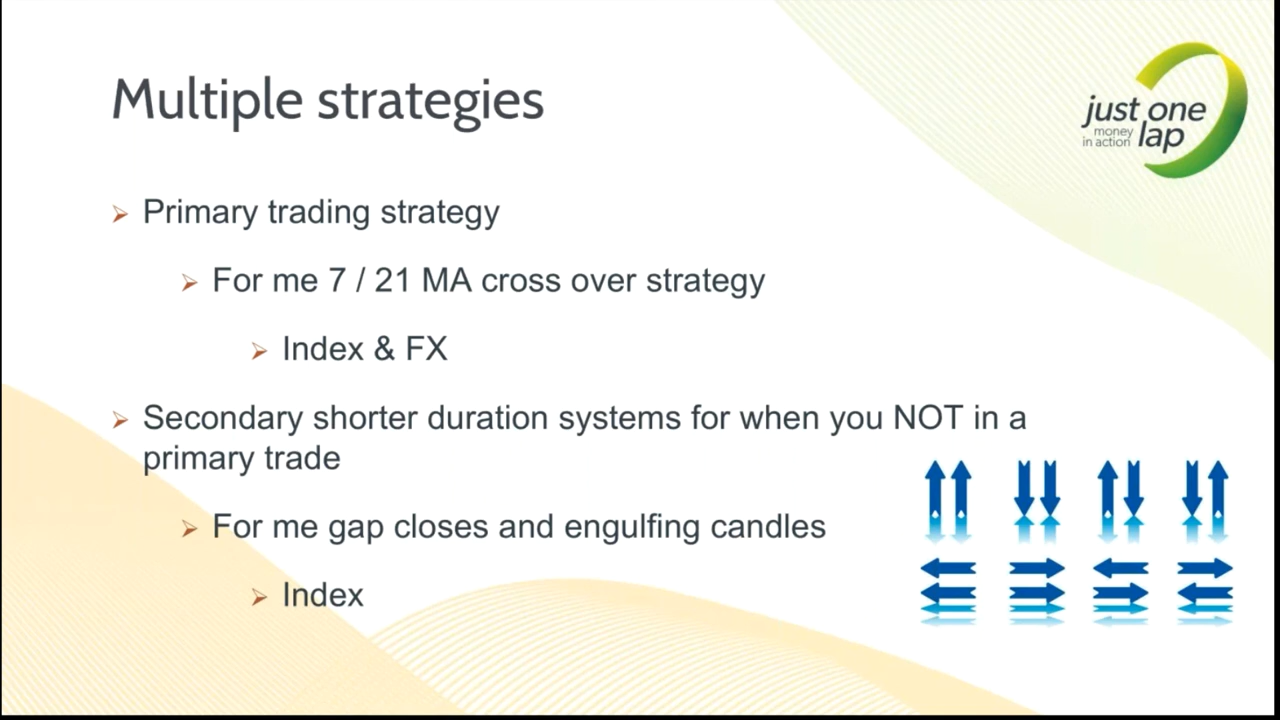 Multiple strategies
just one
money
in action lap
Primary trading strategy
For me 7 / 21 MA cross over strategy
Index & FX
Secondary shorter duration systems for when you NOT in a
primary trade
For me gap closes and engulfing candles
Index